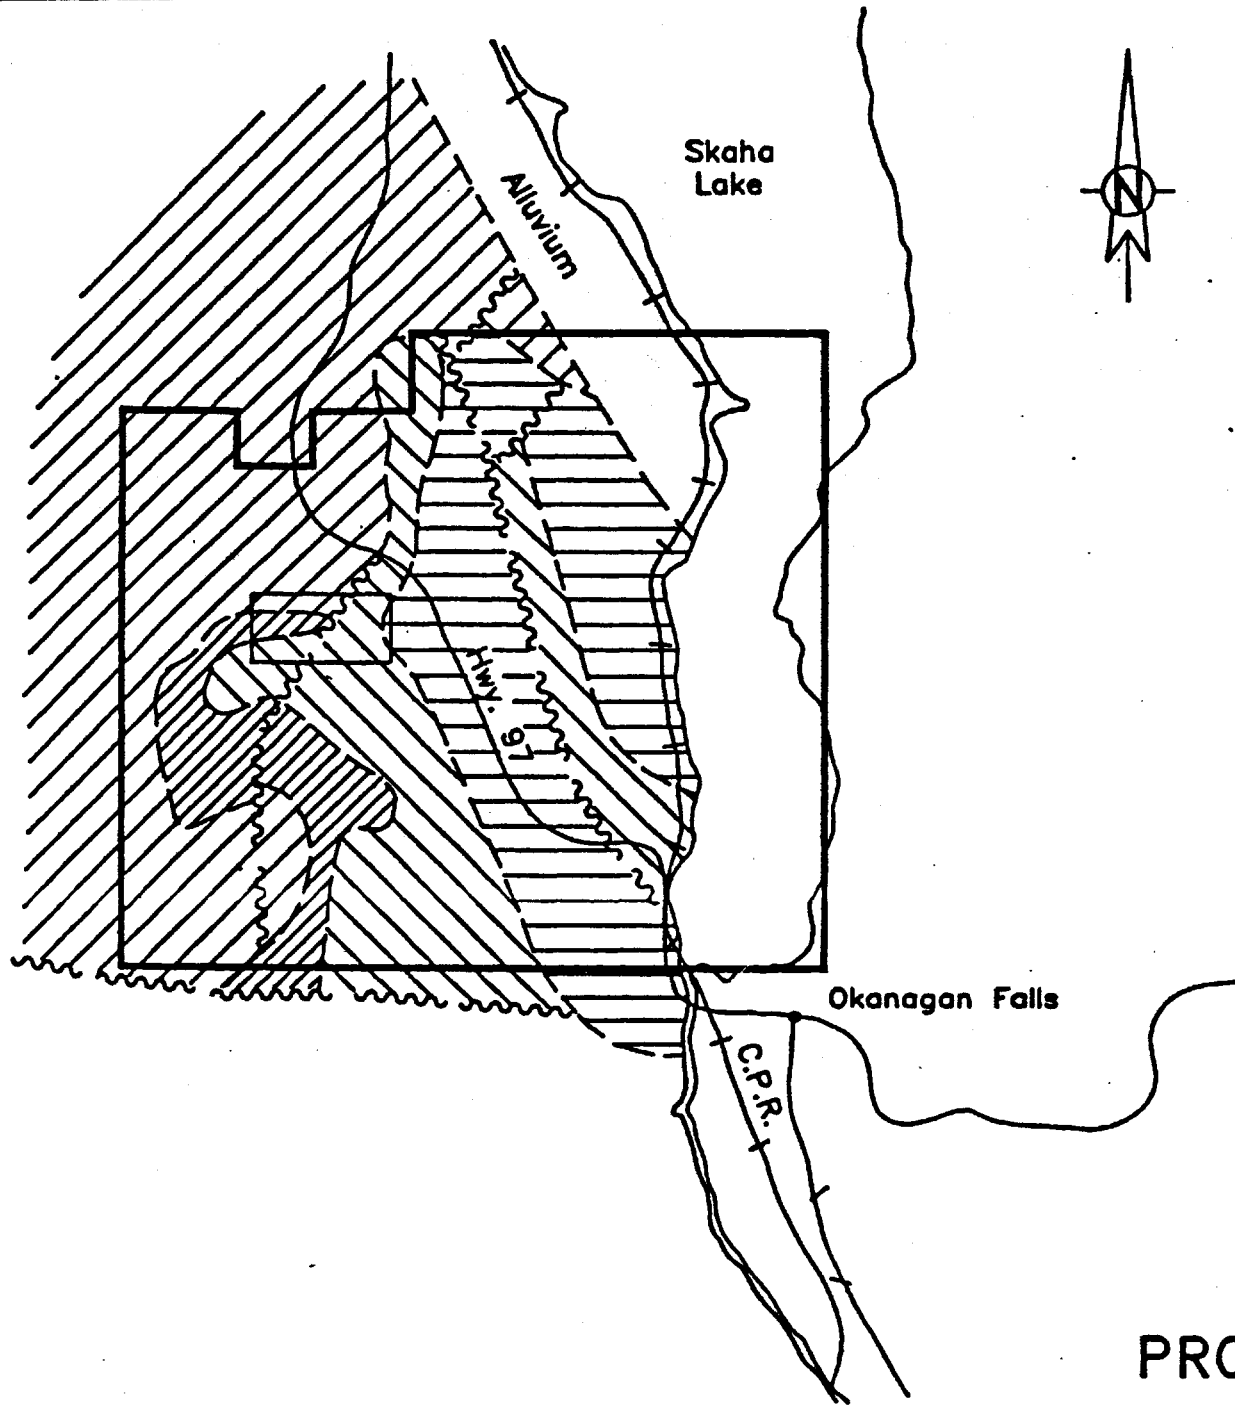 Skaha
Lake
N
Alluvium
Hwy. 97
Okanagan Falls
C.P.R.
PRO